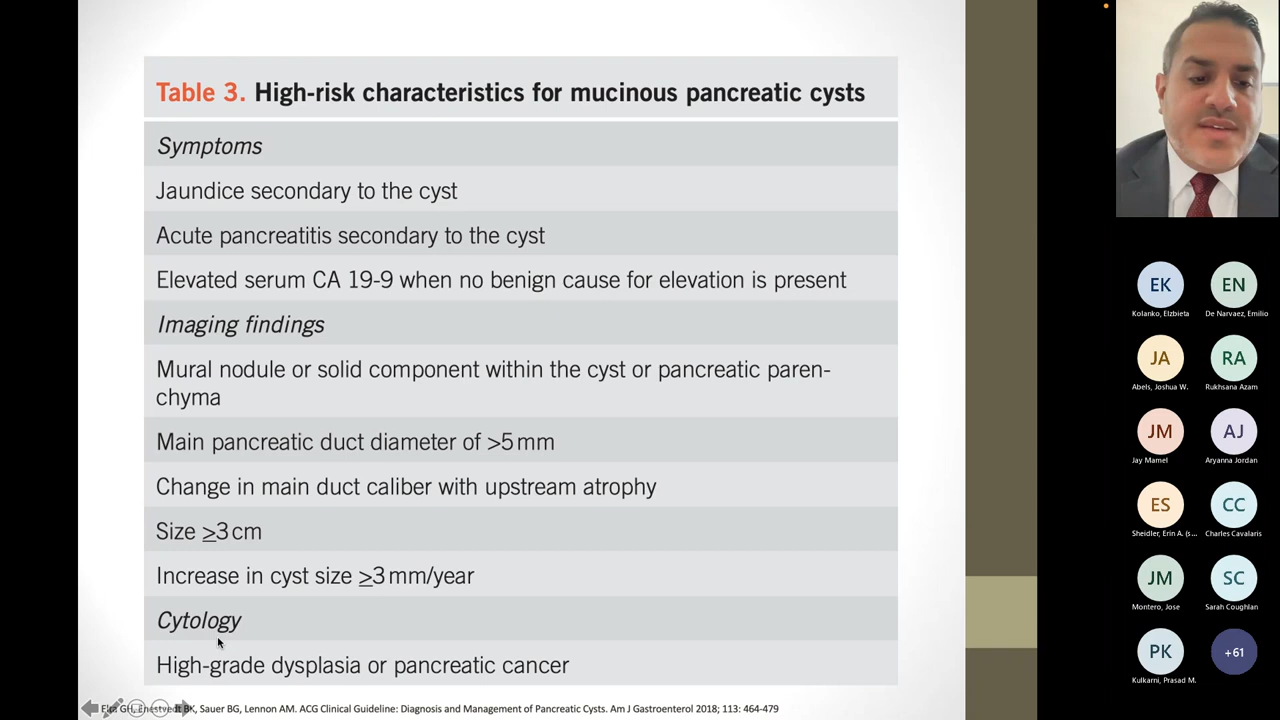 Table 3. High-risk characteristics for mucinous pancreatic cysts
Symptoms
Jaundice secondary to the cyst
Acute pancreatitis secondary to the cyst
Elevated serum CA 19-9 when no benign cause for elevation is present
Imaging findings
Mural nodule or solid component within the cyst or pancreatic paren-
chyma
Main pancreatic duct diameter of >5 mm
Change in main duct caliber with upstream atrophy
Size ≥3 cm
Increase in cyst size ≥3 mm/year
Cytology
High-grade dysplasia or pancreatic cancer
GH, BK, Sauer BG, Lennon AM. ACG Clinical Guideline: Diagnosis and Management of Pancreatic Cysts. Am J Gastroenterol 2018; 113: 464-479
EK EN
Kolanko, Elzbieta De Narvaez, Emilio
JA RA
Abels, Joshua W. Rukhsana Azam
JM AJ
Jay Mamel Aryanna Jordan
ES CC
Sheidler, Erin A. (s... Charles Cavalaris
JM SC
Montero, Jose Sarah Coughlan
PK +61
Kulkarni, Prasad M.